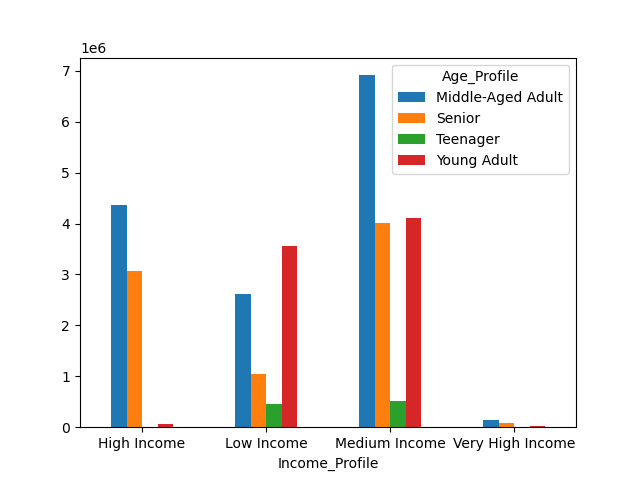 1e6
7
6
5
4
3
2
1
0
Age_Profile
Middle-Aged Adult
Senior
Teenager
Young Adult
High Income
Low Income
Medium Income
Very High Income
Income_Profile